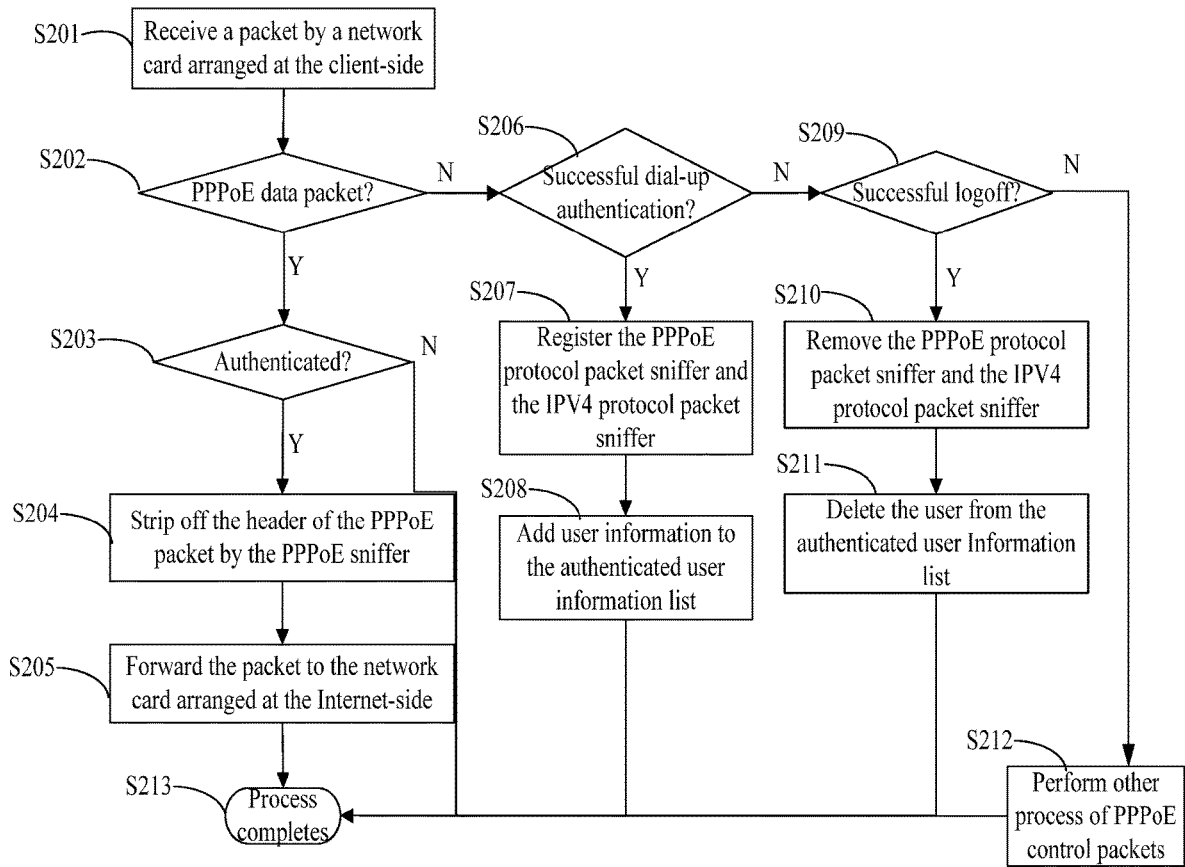 S201
Receive a packet by a network
card arranged at the client-side
S202
PPPoE data packet?
N
Y
S206
Successful dial-up
authentication?
N
Y
S209
Successful logoff?
N
Y
S203
Authenticated?
N
Y
S207
Register the PPPoE
protocol packet sniffer and
the IPV4 protocol packet
sniffer
S210
Remove the PPPoE protocol
packet sniffer and the IPV4
protocol packet sniffer
S204
Strip off the header of the PPPoE
packet by the PPPoE sniffer
S208
Add user information to
the authenticated user
information list
S211
Delete the user from the
authenticated user Information
list
S205
Forward the packet to the network
card arranged at the Internet-side
S213
Process
completes
S212
Perform other
process of PPPoE
control packets